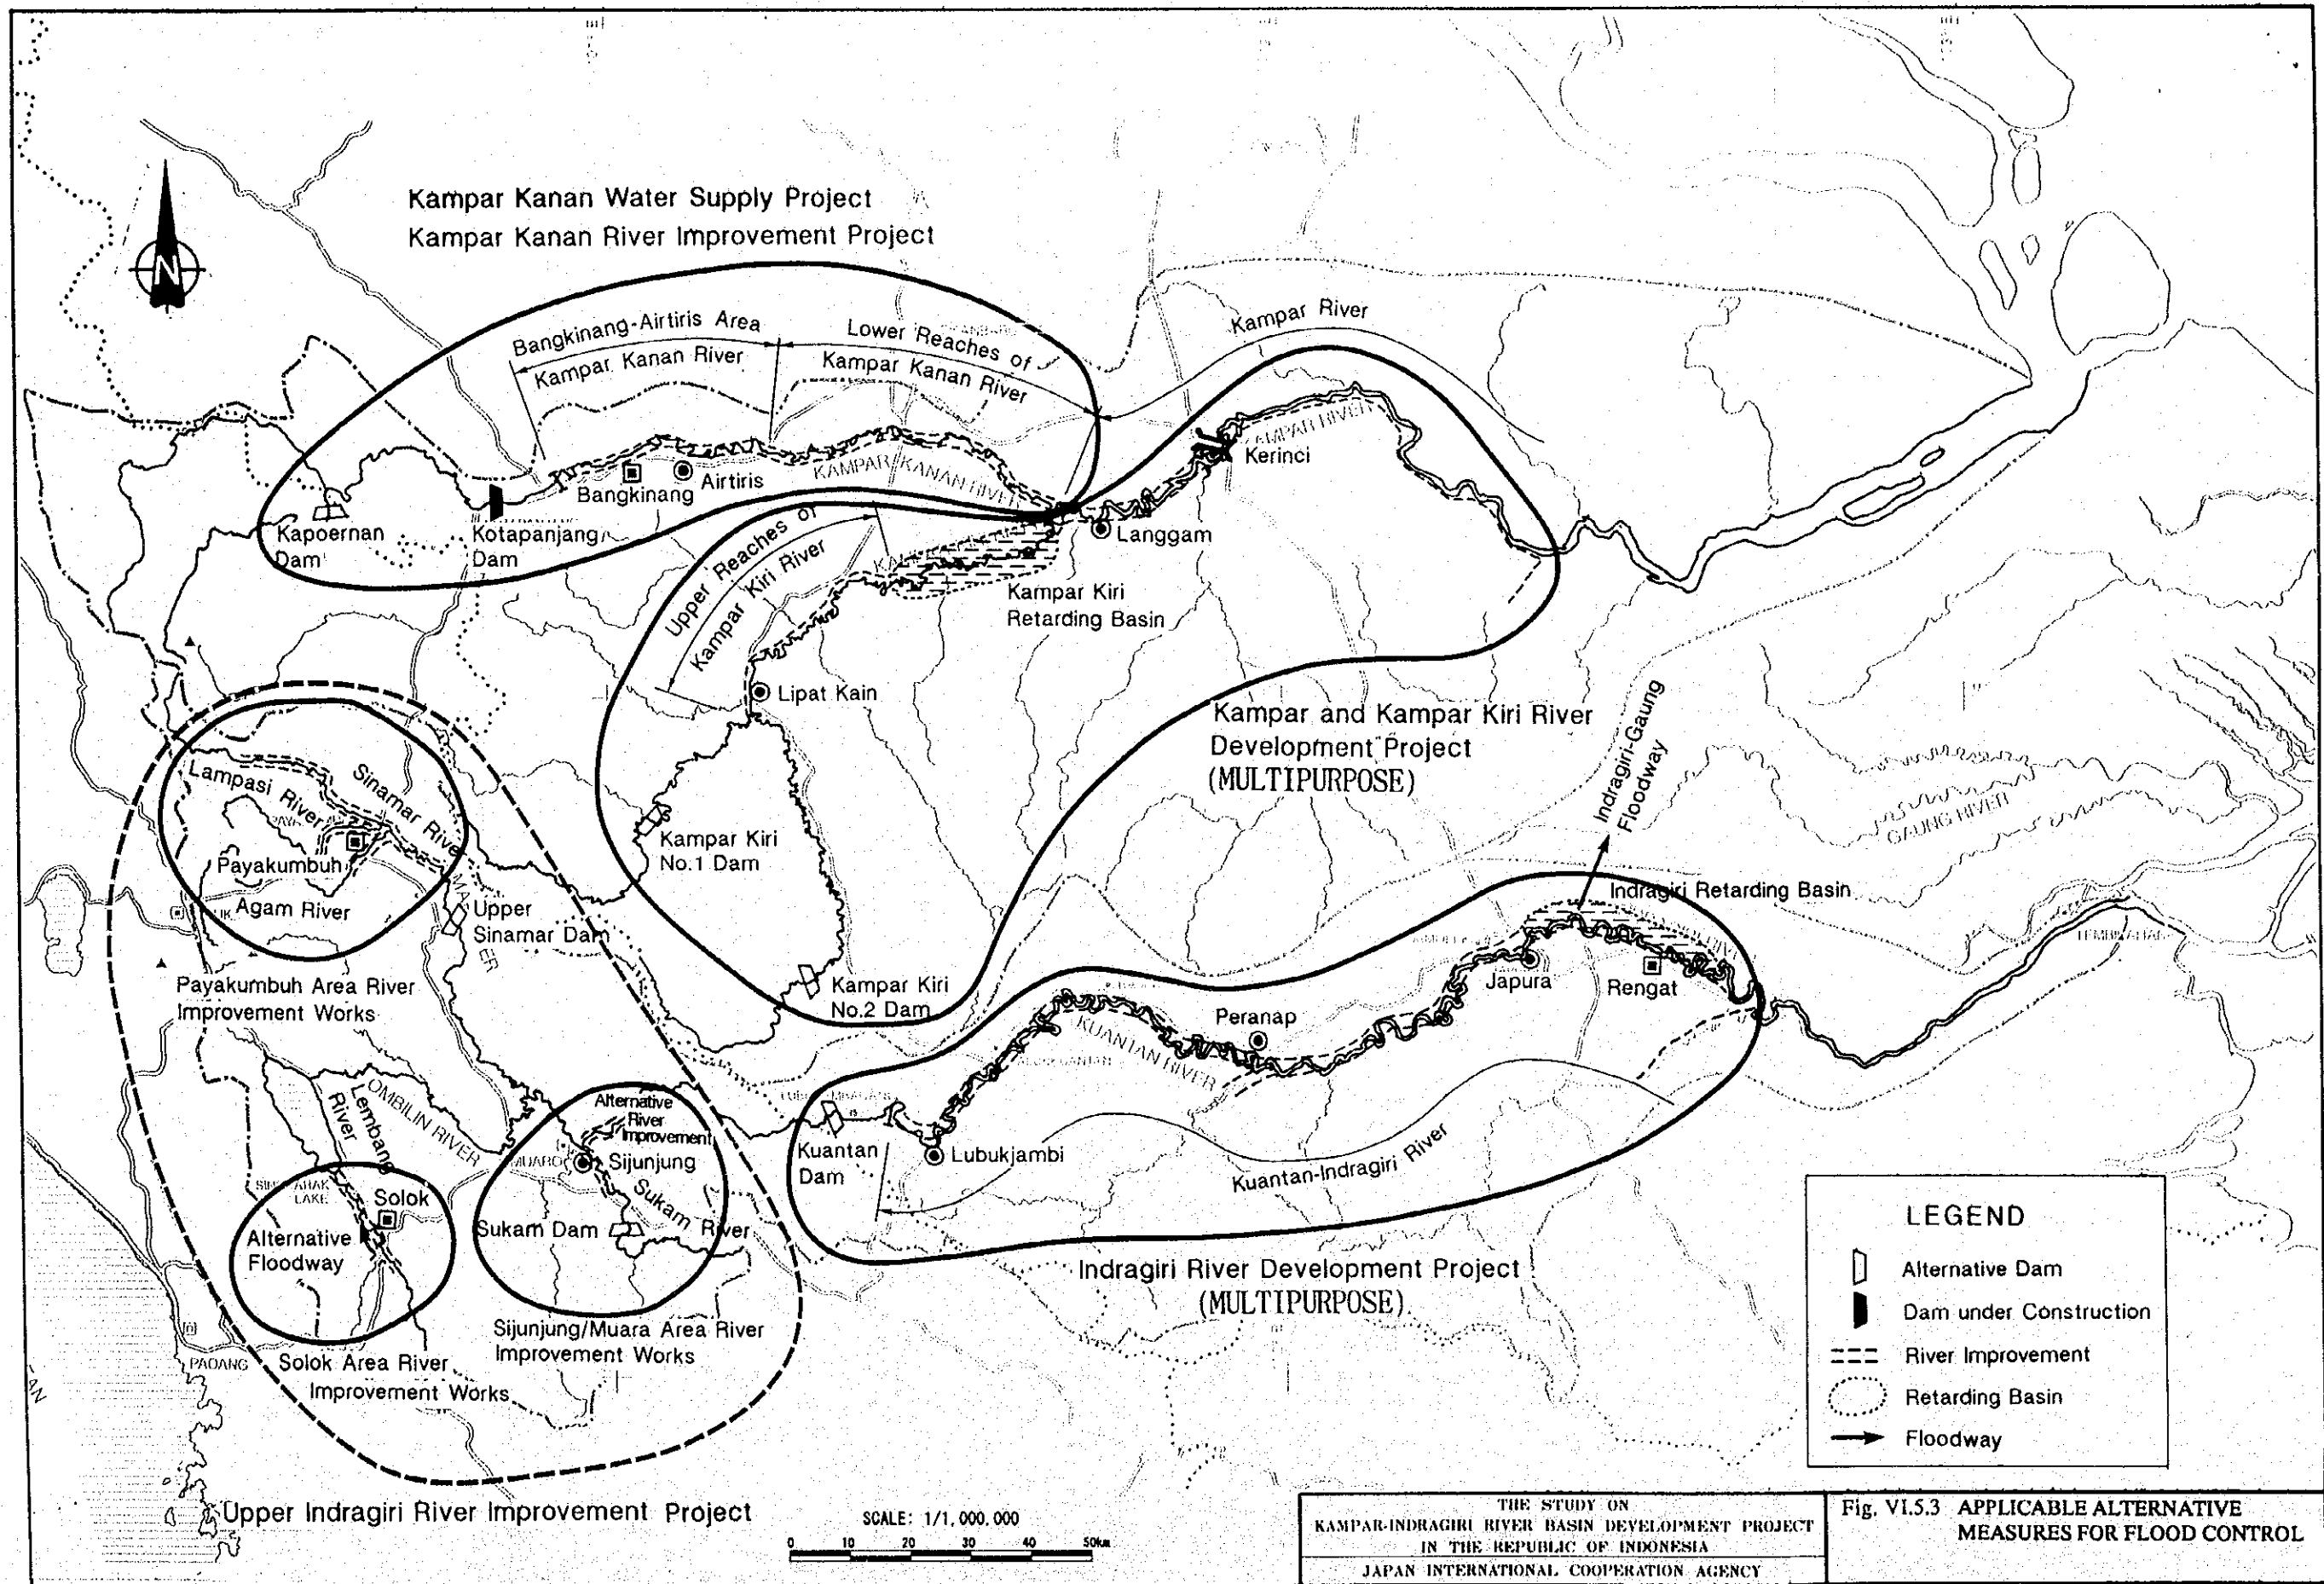 Kampar Kanan Water Supply Project
Kampar Kanan River Improvement Project
N
Bangkinang-Airtiris Area
Kampar Kanan River
Lower Reaches of
Kampar Kanan River
Kampar River
KAMPAR RIVER
Kerinci
Bangkinang
Airtiris
KAMPAR KANAN RIVER
Kapoernan
Dam
Kotapanjang
Dam
Langgam
Upper Reaches of
Kampar Kiri River
Kampar Kiri
Retarding Basin
Lipat Kain
Kampar and Kampar Kiri River
Development Project
(MULTIPURPOSE)
Indragiri-Gaung
Floodway
GAUNG RIVER
Lampasi River
Sinamar River
Payakumbuh
Agam River
Kampar Kiri
No.1 Dam
Upper
Sinamar Dam
Indragiri Retarding Basin
Payakumbuh Area River
Improvement Works
Kampar Kiri
No.2 Dam
Japura
Rengat
Peranap
KUANTAN RIVER
Lembang
River
OMBILIN RIVER
Alternative
River
Improvement
MUARO
Sijunjung
Sukam River
Sukam Dam
Kuantan
Dam
Lubukjambi
Kuantan-Indragiri River
LAKE
Solok
Alternative
Floodway
Indragiri River Development Project
(MULTIPURPOSE)
Sijunjung/Muara Area River
Improvement Works
PADANG
Solok Area River
Improvement Works
Upper Indragiri River Improvement Project
LEGEND
Alternative Dam
Dam under Construction
River Improvement
Retarding Basin
Floodway
SCALE: 1/1,000,000
0 10 20 30 40 50km
THE STUDY ON
KAMPAR-INDRAGIRI RIVER BASIN DEVELOPMENT PROJECT
IN THE REPUBLIC OF INDONESIA
JAPAN INTERNATIONAL COOPERATION AGENCY
Fig. VI.5.3 APPLICABLE ALTERNATIVE
MEASURES FOR FLOOD CONTROL